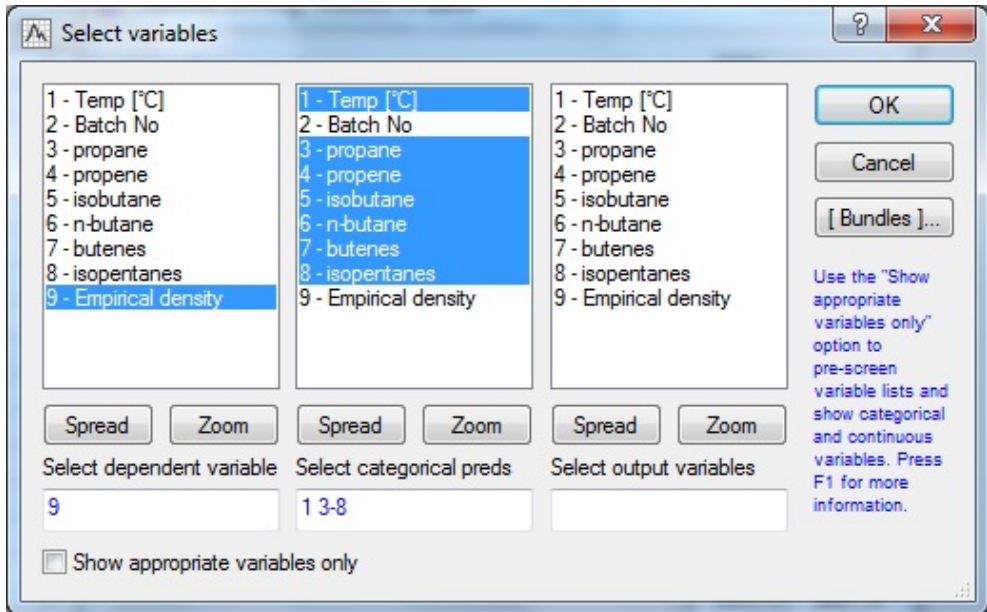 Select variables
1 - Temp [°C]
2 - Batch No
3 - propane
4 - propene
5 - isobutane
6 - n-butane
7 - butenes
8 - isopentanes
9 - Empirical density
Spread
Zoom
Select dependent variable
9
1 - Temp [°C]
2 - Batch No
3 - propane
4 - propene
5 - isobutane
6 - n-butane
7 - butenes
8 - isopentanes
9 - Empirical density
Spread
Zoom
Select categorical preds
1 3-8
1 - Temp [°C]
2 - Batch No
3 - propane
4 - propene
5 - isobutane
6 - n-butane
7 - butenes
8 - isopentanes
9 - Empirical density
Spread
Zoom
Select output variables
OK
Cancel
[ Bundles ]...
Use the "Show
appropriate
variables only"
option to
pre-screen
variable lists and
show categorical
and continuous
variables. Press
F1 for more
information.
Show appropriate variables only